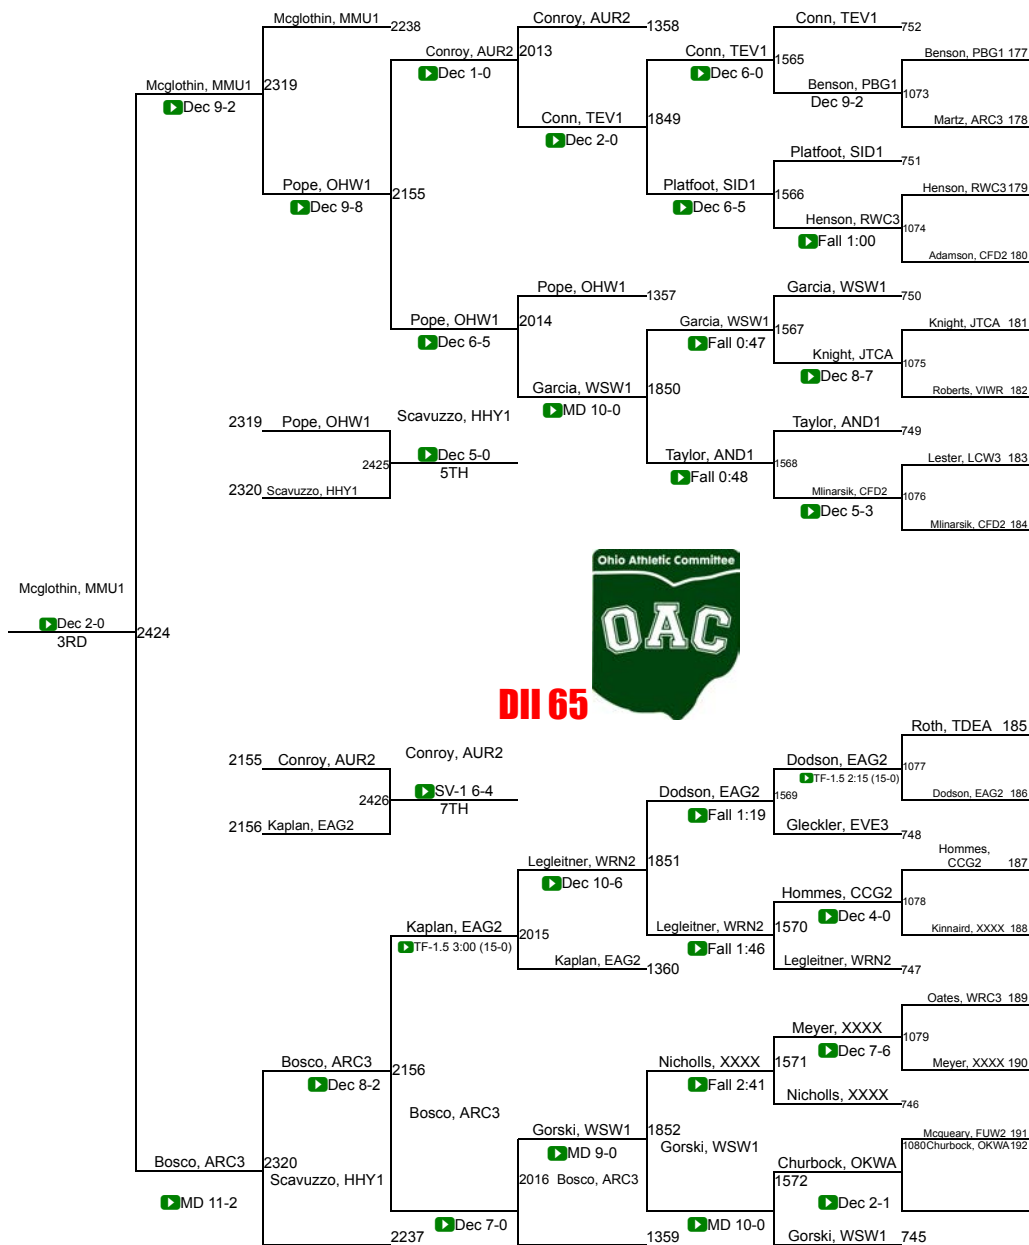 Mcglothin, MMU1
2238
Conroy, AUR2
1358
Conn, TEV1
752
Conroy, AUR2
2013
Conn, TEV1
1565
Benson, PBG1 177
Dec 1-0
Dec 6-0
Mcglothin, MMU1
2319
Benson, PBG1
1073
Dec 9-2
Dec 9-2
Conn, TEV1
1849
Martz, ARC3 178
Dec 2-0
Platfoot, SID1
751
Pope, OHW1
2155
Platfoot, SID1
1566
Henson, RWC3 179
Dec 9-8
Dec 6-5
Henson, RWC3
1074
Fall 1:00
Adamson, CFD2 180
Pope, OHW1
1357
Garcia, WSW1
750
Pope, OHW1
2014
Garcia, WSW1
1567
Knight, JTCA 181
Dec 6-5
Fall 0:47
Knight, JTCA
1075
Dec 8-7
Garcia, WSW1
1850
Roberts, VIWR 182
MD 10-0
2319
Pope, OHW1
Scavuzzo, HHY1
Taylor, AND1
749
2425
Dec 5-0
5TH
Taylor, AND1
1568
Lester, LCW3 183
Fall 0:48
2320
Scavuzzo, HHY1
Mlinarsik, CFD2
1076
Dec 5-3
Mlinarsik, CFD2 184
Ohio Athletic Committee
OAC
DII 65
Mcglothin, MMU1
Dec 2-0
3RD
2424
Roth, TDEA 185
2155
Conroy, AUR2
Conroy, AUR2
Dodson, EAG2
1077
TF-1.5 2:15 (15-0)
2426
SV-1 6-4
7TH
Dodson, EAG2
1569
Dodson, EAG2 186
Fall 1:19
2156
Kaplan, EAG2
Gleckler, EVE3
748
Legleitner, WRN2
1851
Hommes,
CCG2 187
Dec 10-6
Hommes, CCG2
1078
Dec 4-0
Kaplan, EAG2
2015
Legleitner, WRN2
1570
Kinnaird, XXXX 188
TF-1.5 3:00 (15-0)
Fall 1:46
Kaplan, EAG2
1360
Legleitner, WRN2
747
Oates, WRC3 189
Meyer, XXXX
1079
Dec 7-6
Bosco, ARC3
2156
Nicholls, XXXX
1571
Meyer, XXXX 190
Dec 8-2
Fall 2:41
Nicholls, XXXX
746
Bosco, ARC3
Gorski, WSW1
1852
Gorski, WSW1
Mcqueary, FUW2 191
MD 9-0
1080
Churbock, OKWA 192
Bosco, ARC3
2320
Churbock, OKWA
Scavuzzo, HHY1
2016
Bosco, ARC3
1572
MD 11-2
Dec 2-1
Dec 7-0
MD 10-0
2237
1359
Gorski, WSW1
745